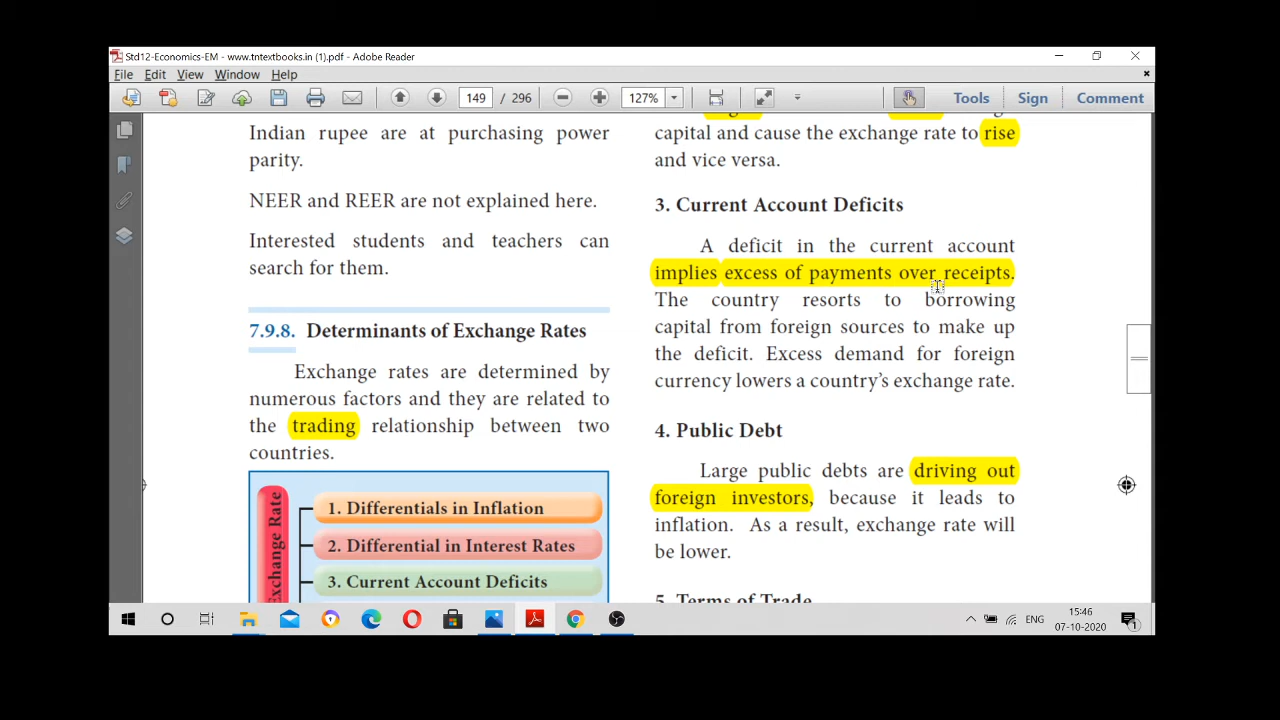 Std12-Economics-EM - www.tntextbooks.in (1).pdf - Adobe Reader
File Edit View Window Help
149 / 296 127% Tools Sign Comment
Indian rupee are at purchasing power
parity.
NEER and REER are not explained here.
Interested students and teachers can
search for them.
7.9.8. Determinants of Exchange Rates
Exchange rates are determined by
numerous factors and they are related to
the trading relationship between two
countries.
Exchange Rate
1. Differentials in Inflation
2. Differential in Interest Rates
3. Current Account Deficits
capital and cause the exchange rate to rise
and vice versa.
3. Current Account Deficits
A deficit in the current account
implies excess of payments over receipts.
The country resorts to borrowing
capital from foreign sources to make up
the deficit. Excess demand for foreign
currency lowers a country's exchange rate.
4. Public Debt
Large public debts are driving out
foreign investors, because it leads to
inflation. As a result, exchange rate will
be lower.
5. Terms of Trade
ENG
15:46
07-10-2020
1